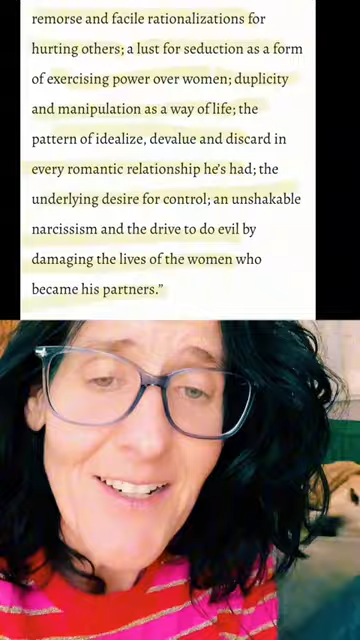 remorse and facile rationalizations for
hurting others; a lust for seduction as a form
of exercising power over women; duplicity
and manipulation as a way of life; the
pattern of idealize, devalue and discard in
every romantic relationship he's had; the
underlying desire for control; an unshakable
narcissism and the drive to do evil by
damaging the lives of the women who
became his partners.”